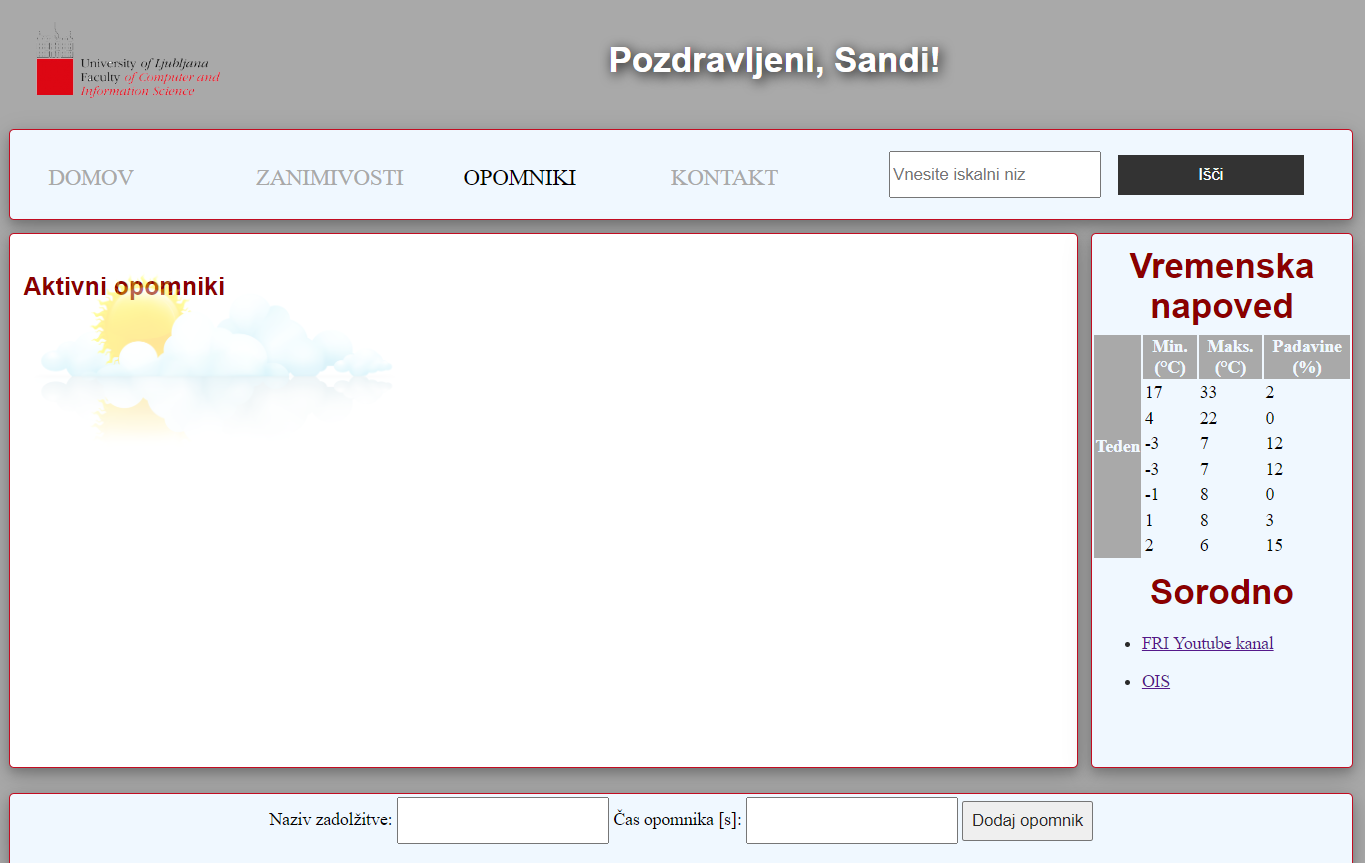 University of Ljubljana
Faculty of Computer and
Information Science
Pozdravljeni, Sandi!
DOMOV ZANIMIVOSTI OPOMNIKI KONTAKT Vnesite iskalni niz Išči
Aktivni opomniki
Vremenska
napoved
Min. Maks. Padavine
(°C) (°C) (%)
17 33 2
4 22 0
Teden -3 7 12
-3 7 12
-1 8 0
1 8 3
2 6 15
Sorodno
FRI Youtube kanal
OIS
Naziv zadolžitve: Čas opomnika [s]: Dodaj opomnik